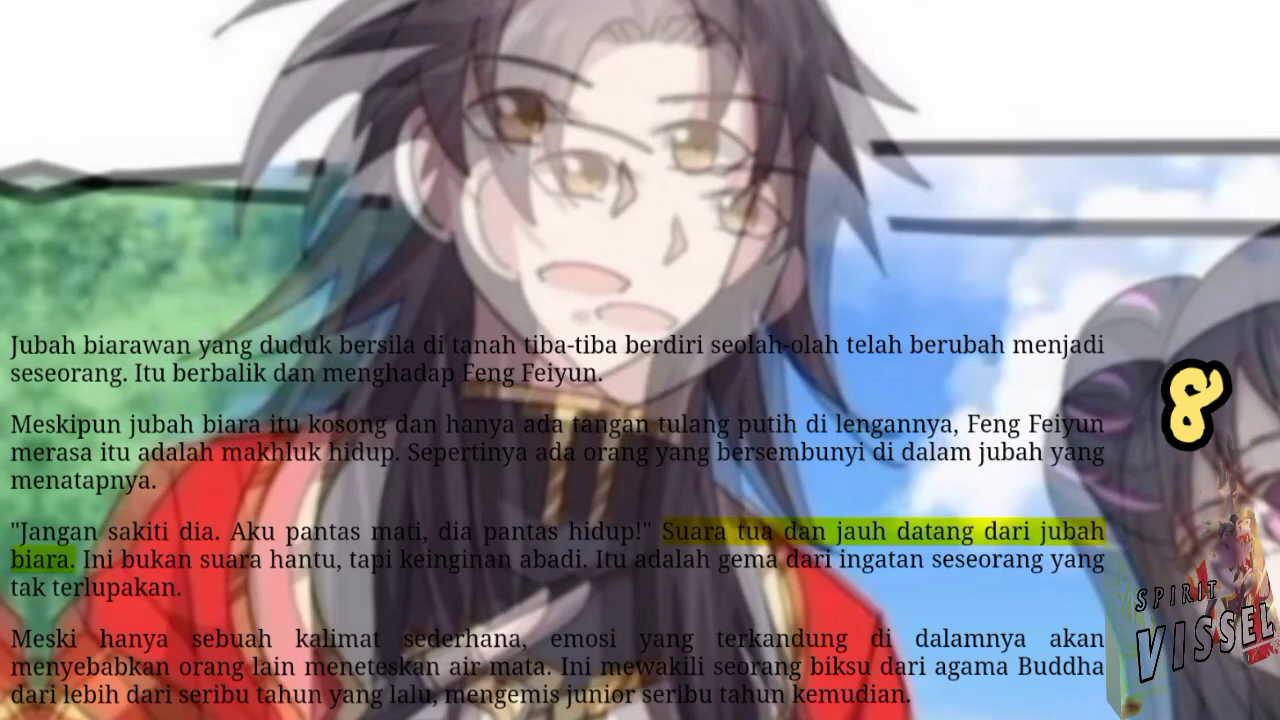 Jubah biarawan yang duduk bersila di tanah tiba-tiba berdiri seolah-olah telah berubah menjadi
seseorang. Itu berbalik dan menghadap Feng Feiyun.
Meskipun jubah biara itu kosong dan hanya ada tangan tulang putih di lengannya, Feng Feiyun
merasa itu adalah makhluk hidup. Sepertinya ada orang yang bersembunyi di dalam jubah yang
menatapnya.
8
"Jangan sakiti dia. Aku pantas mati, dia pantas hidup!" Suara tua dan jauh datang dari jubah
biara. Ini bukan suara hantu, tapi keinginan abadi. Itu adalah gema dari ingatan seseorang yang
tak terlupakan.
Meski hanya sebuah kalimat sederhana, emosi yang terkandung di dalamnya akan
menyebabkan orang lain meneteskan air mata. Ini mewakili seorang biksu dari agama Buddha
dari lebih dari seribu tahun yang lalu, mengemis junior seribu tahun kemudian.
SPIRIT
VISSEL